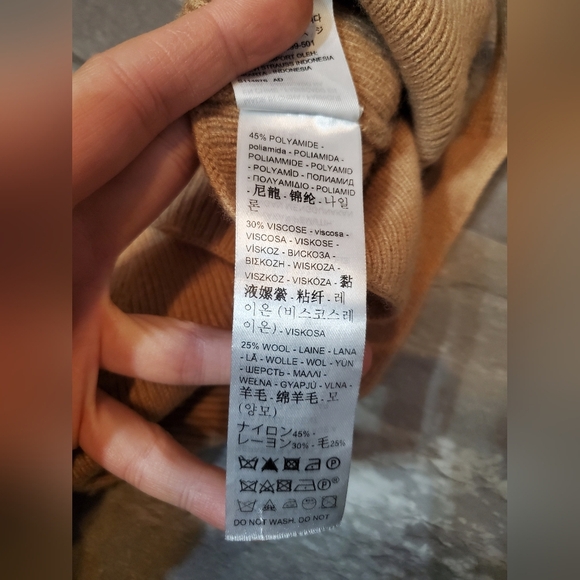 45% POLYAMIDE -
poliamida - POLIAMIDA -
POLIAMMIDE - POLYAMID
- POLYAMİD - ПОЛИАМИД
- ΠΟΛΥΑΜΙΔΙΟ - POLIAMID
- 尼龍 - 锦纶 - 나일
론
30% VISCOSE - viscosa -
VISCOSA - VISKOSE -
VİSKOZ - ВИСКОЗА -
ΒΙΣΚΟΖΗ - WISKOZA -
VISZKÓZ - VISKÓZA - 黏
液嫘縈 - 粘纤 - 레
이온 (비스코스레
이온) - VISKOSA
25% WOOL - LAINE - LANA
- LÃ - WOLLE - WOL - YÜN
- ШЕРСТЬ - ΜΑΛΛΙ -
WEŁNA - GYAPJÚ - VLNA -
羊毛 - 绵羊毛 - 모
(양모)
ナイロン45% -
レーヨン30% - 毛25%
DO NOT WASH. DO NOT